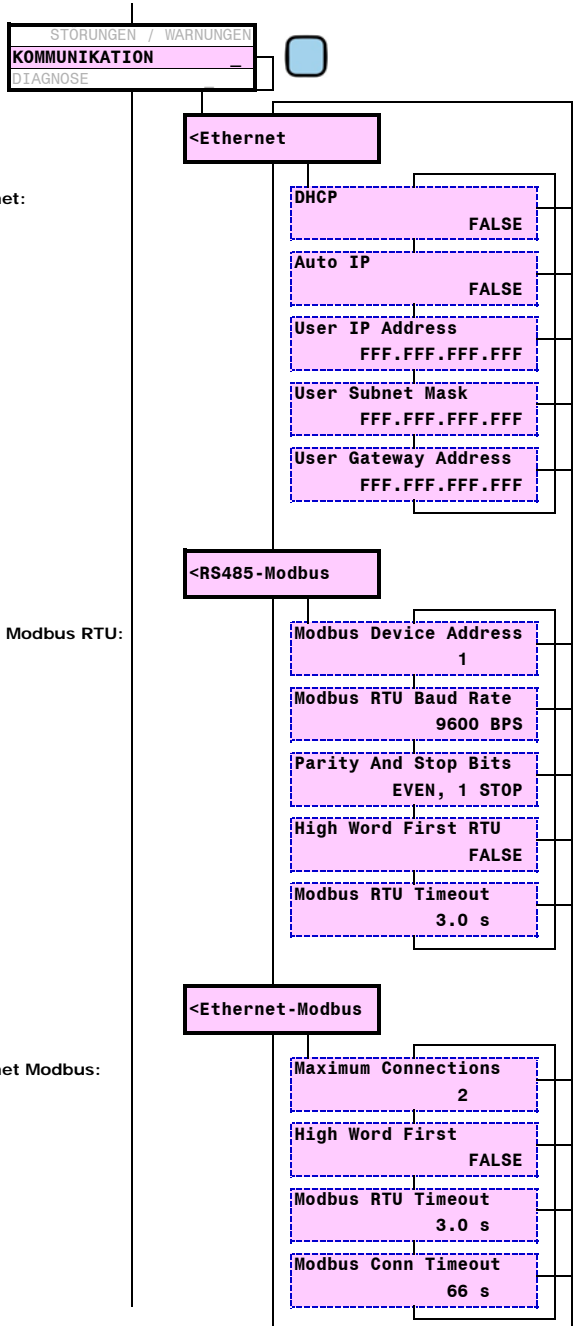 STORUNGEN / WARNUNGEN
KOMMUNIKATION _
DIAGNOSE _
<Ethernet
et:
DHCP
FALSE
Auto IP
FALSE
User IP Address
FFF.FFF.FFF.FFF
User Subnet Mask
FFF.FFF.FFF.FFF
User Gateway Address
FFF.FFF.FFF.FFF
<RS485-Modbus
Modbus RTU:
Modbus Device Address
1
Modbus RTU Baud Rate
9600 BPS
Parity And Stop Bits
EVEN, 1 STOP
High Word First RTU
FALSE
Modbus RTU Timeout
3.0 s
<Ethernet-Modbus
et Modbus:
Maximum Connections
2
High Word First
FALSE
Modbus RTU Timeout
3.0 s
Modbus Conn Timeout
66 s